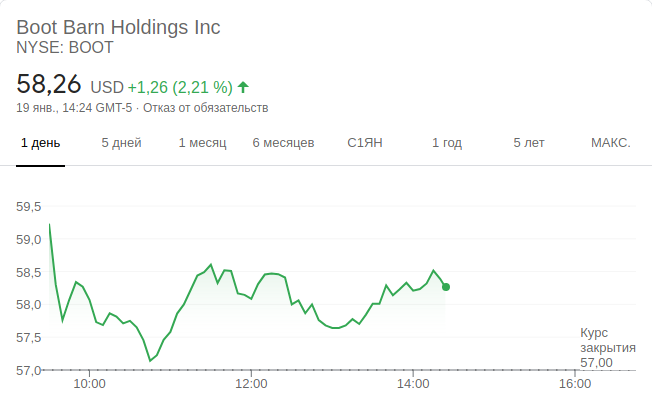 Boot Barn Holdings Inc
NYSE: BOOT
58,26 USD +1,26 (2,21 %)
19 янв., 14:24 GMT-5 · Отказ от обязательств
1 день 5 дней 1 месяц 6 месяцев С1ЯН 1 год 5 лет МАКС.
59,5
59,0
58,5
58,0
57,5
57,0
Курс
закрытия
57,00
10:00 12:00 14:00 16:00